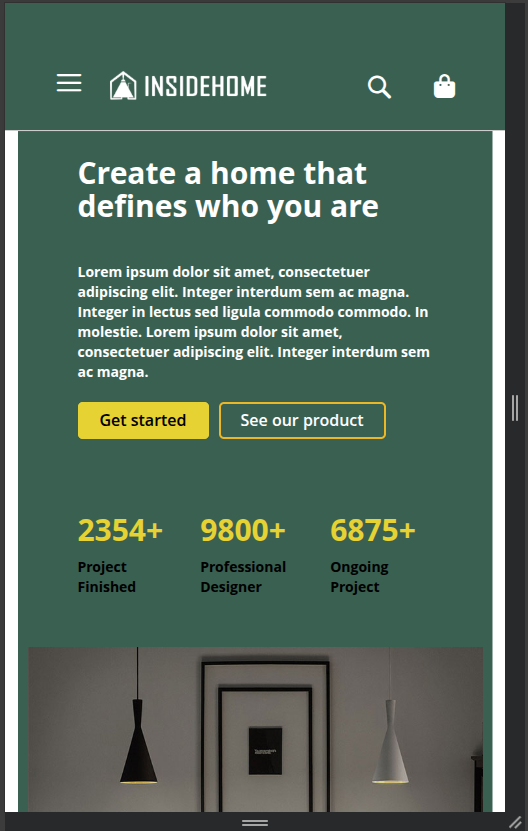 INSIDEHOME
Create a home that
defines who you are
Lorem ipsum dolor sit amet, consectetuer
adipiscing elit. Integer interdum sem ac magna.
Integer in lectus sed ligula commodo commodo. In
molestie. Lorem ipsum dolor sit amet,
consectetuer adipiscing elit. Integer interdum sem
ac magna.
Get started
See our product
2354+
9800+
6875+
Project
Finished
Professional
Designer
Ongoing
Project